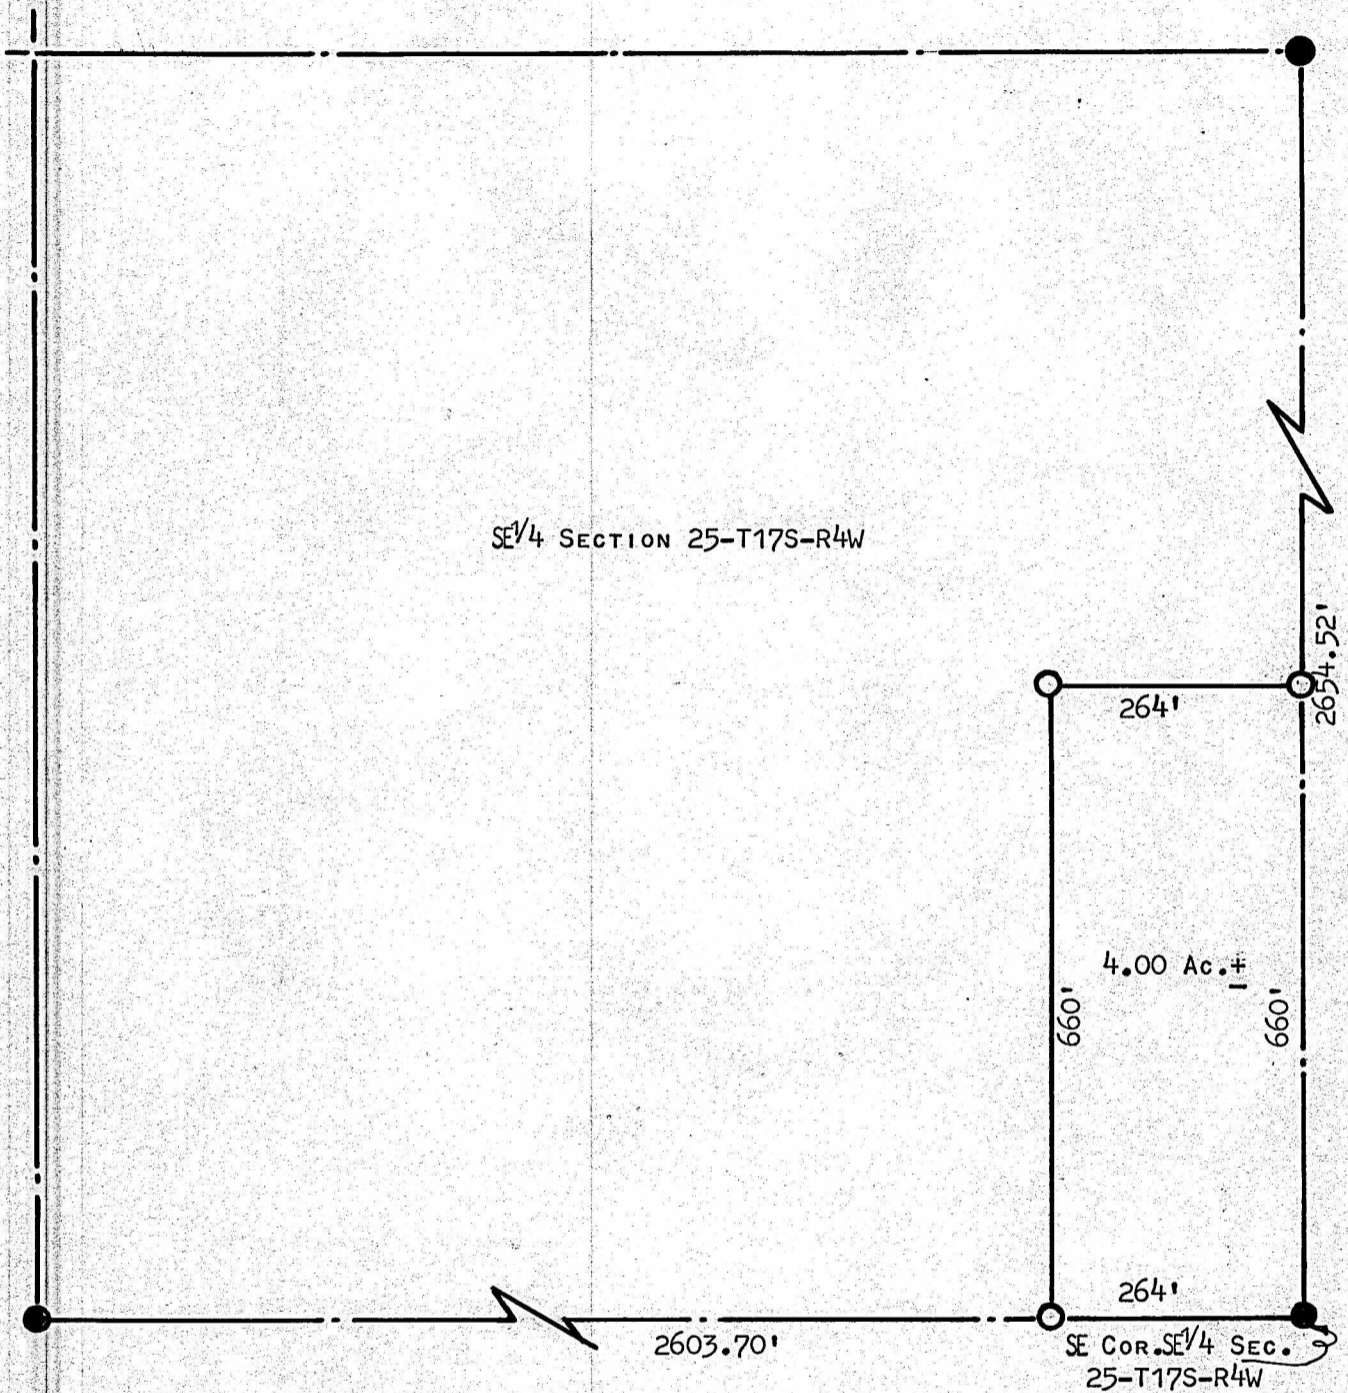 SE1/4 SECTION 25-T17S-R4W
2654.52'
264'
4.00 Ac.±
660'
660'
264'
2603.70'
SE COR.SE1/4 SEC.
25-T17S-R4W